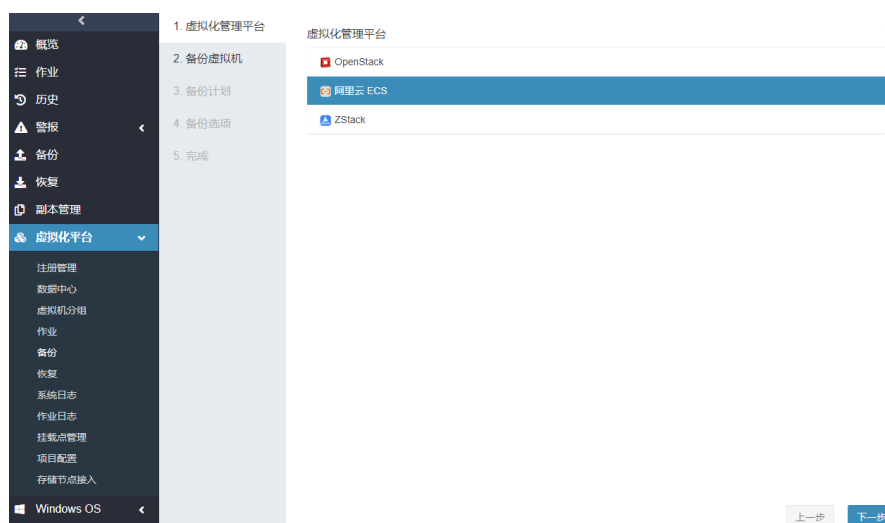 概览
作业
历史
警报
备份
恢复
副本管理
虚拟化平台
注册管理
数据中心
虚拟机分组
作业
备份
恢复
系统日志
作业日志
挂载点管理
项目配置
存储节点接入
Windows OS
1. 虚拟化管理平台
2. 备份虚拟机
3. 备份计划
4. 备份选项
5. 完成
虚拟化管理平台
OpenStack
阿里云 ECS
ZStack
上一步
下一步